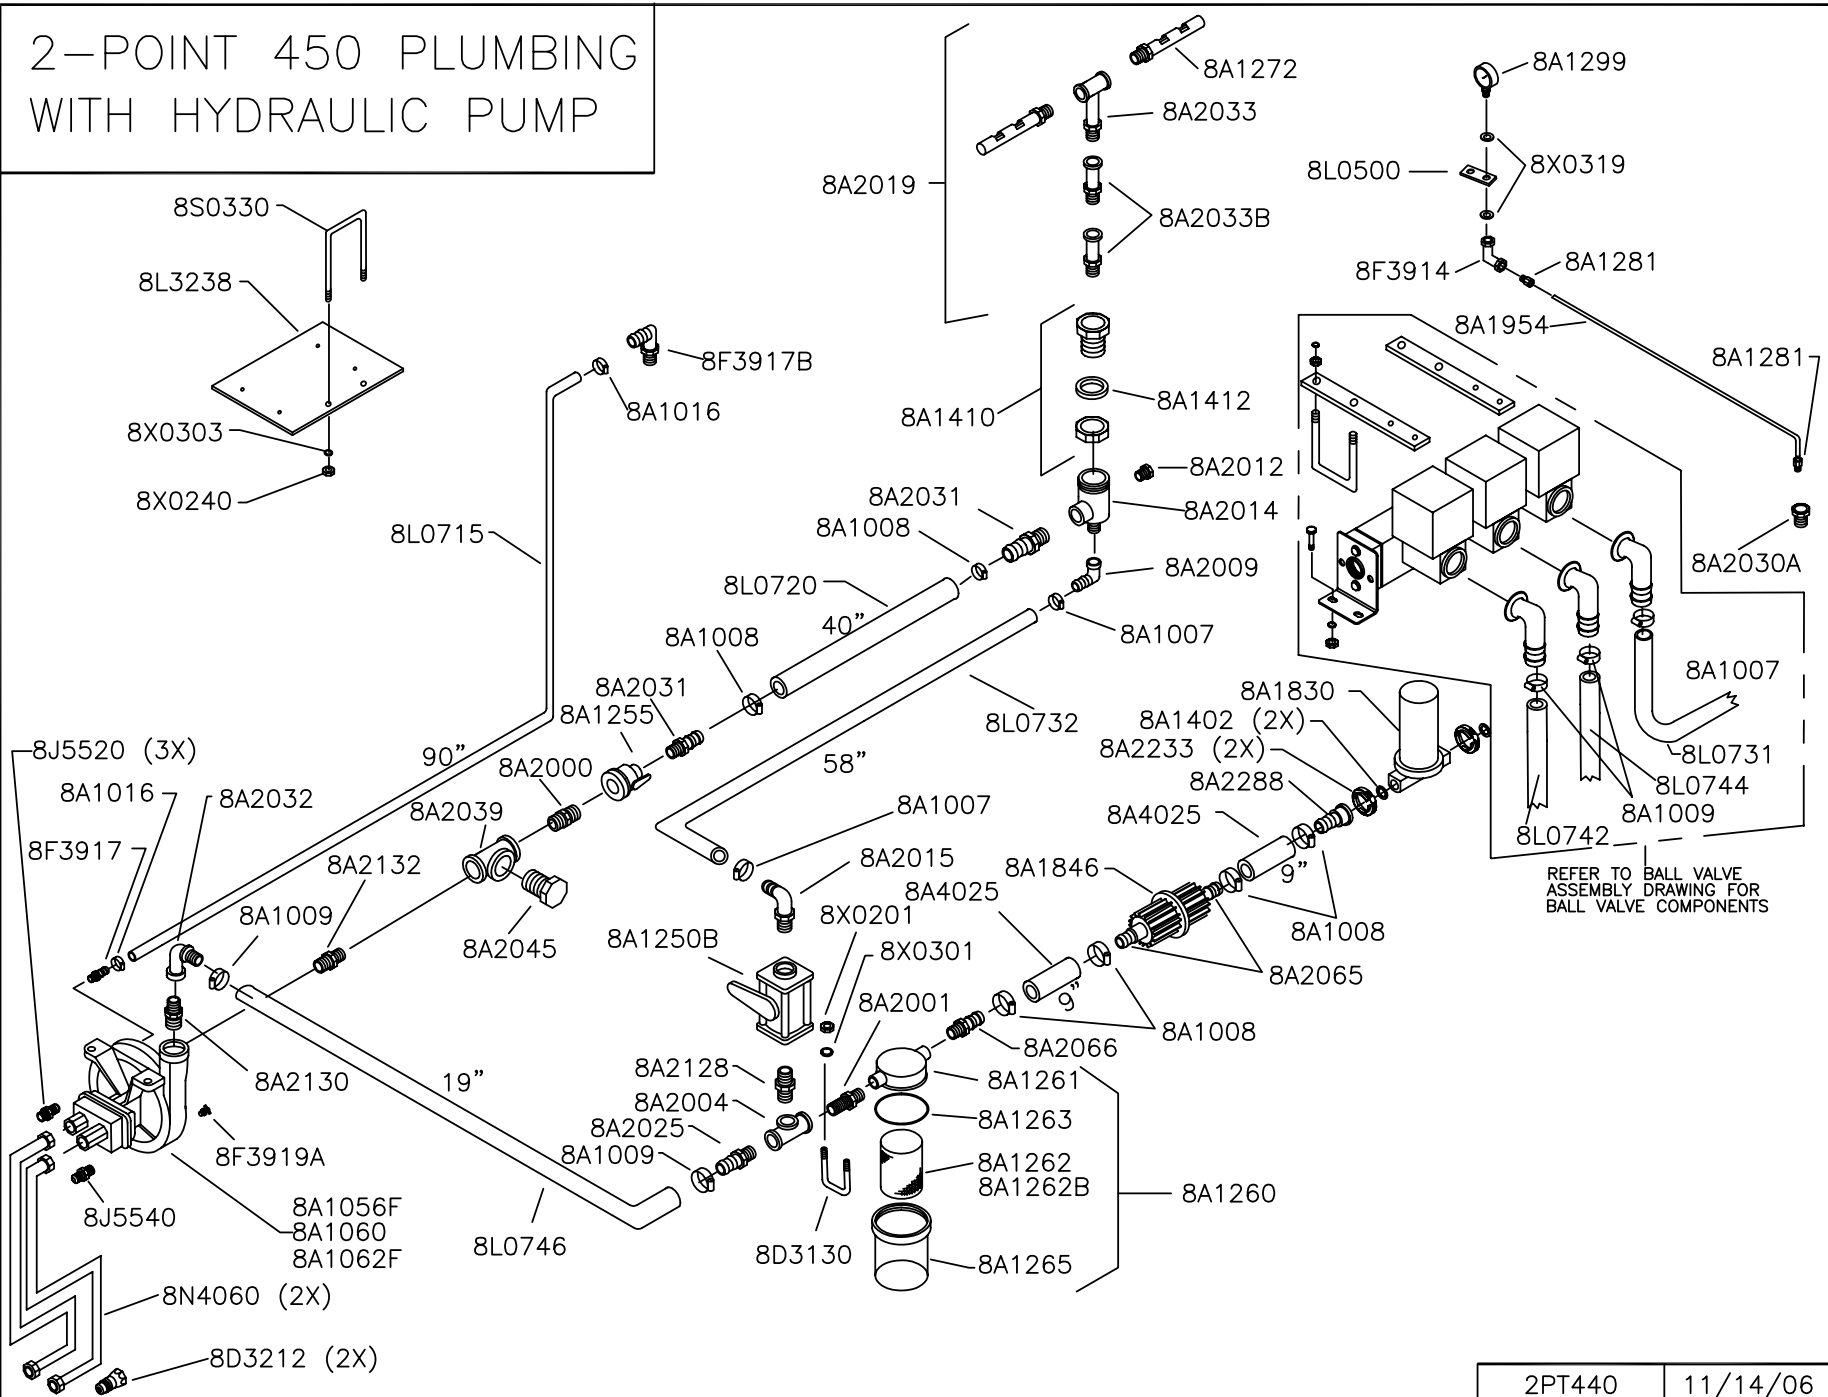 2-POINT 450 PLUMBING
WITH HYDRAULIC PUMP
8A1272
8A2033
8A2019
8A2033B
8A1299
8X0319
8L0500
8F3914
8A1281
8A1954
8A1281
8A2030A
8S0330
8L3238
8X0303
8X0240
8F3917B
8A1016
8L0715
90"
8A1410
8A1412
8A2012
8A2014
8A2009
8A1007
8A2031
8A1008
8L0720
40"
8A1008
8A2031
8A1255
8A2000
8A2039
8A2045
8A2132
8L0732
58"
8A1007
8A2015
8J5520 (3X)
8A1016
8A2032
8F3917
8A1009
8A2130
19"
8F3919A
8J5540
8A1056F
8A1060
8A1062F
8N4060 (2X)
8D3212 (2X)
8L0746
8A1250B
8X0201
8X0301
8A2001
8A2128
8A2004
8A2025
8A1009
8D3130
8A2066
8A1261
8A1263
8A1262
8A1262B
8A1265
8A1260
8A1008
9"
8A4025
8A1846
8A2065
8A1008
9"
8A4025
8A2288
8A2233 (2X)
8A1402 (2X)
8A1830
8A1007
8L0731
8L0744
8A1009
8L0742
REFER TO BALL VALVE
ASSEMBLY DRAWING FOR
BALL VALVE COMPONENTS
2PT440
11/14/06